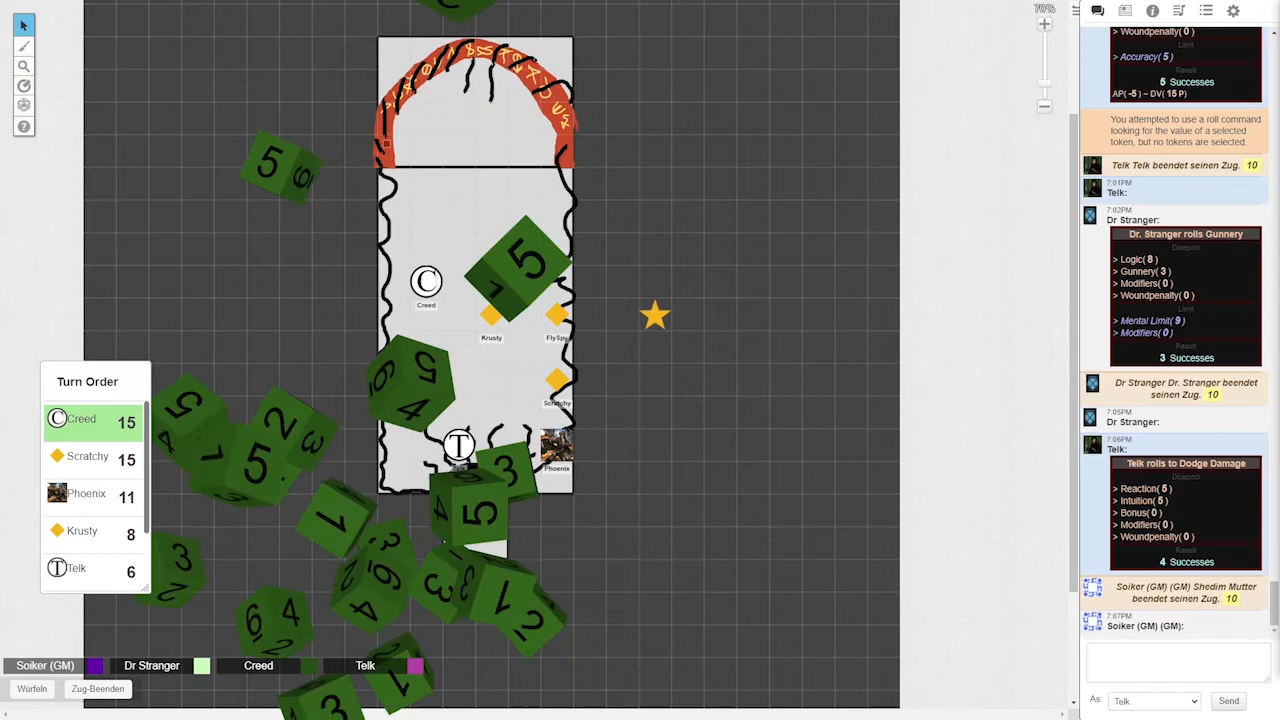 70%
> Woundpenalty( 0 )
Limit
> Accuracy( 5 )
Result
5 Successes
AP( -5 ) ~ DV( 15 P)
You attempted to use a roll command
looking for the value of a selected
token, but no tokens are selected.
Telk Telk beendet seinen Zug. 10
7:01PM
Telk:
7:02PM
Dr Stranger:
Dr. Stranger rolls Gunnery
Dicepool
> Logic( 8 )
> Gunnery( 3 )
> Modifiers( 0 )
> Woundpenalty( 0 )
Limit
> Mental Limit( 9 )
> Modifiers( 0 )
Result
3 Successes
Dr Stranger Dr. Stranger beendet
seinen Zug. 10
7:05PM
Dr Stranger:
7:06PM
Telk:
Telk rolls to Dodge Damage
Dicepool
> Reaction( 5 )
> Intuition( 5 )
> Bonus( 0 )
> Modifiers( 0 )
> Woundpenalty( 0 )
Result
4 Successes
Soiker (GM) (GM) Shedim Mutter
beendet seinen Zug. 10
7:07PM
Soiker (GM) (GM):
As: Telk Send
C
Creed
Krusty
FlySpy
Scratchy
T
Phoenix
Turn Order
Creed 15
Scratchy 15
Phoenix 11
Krusty 8
Telk 6
Soiker (GM) Dr Stranger Creed Telk
Würfeln Zug-Beenden